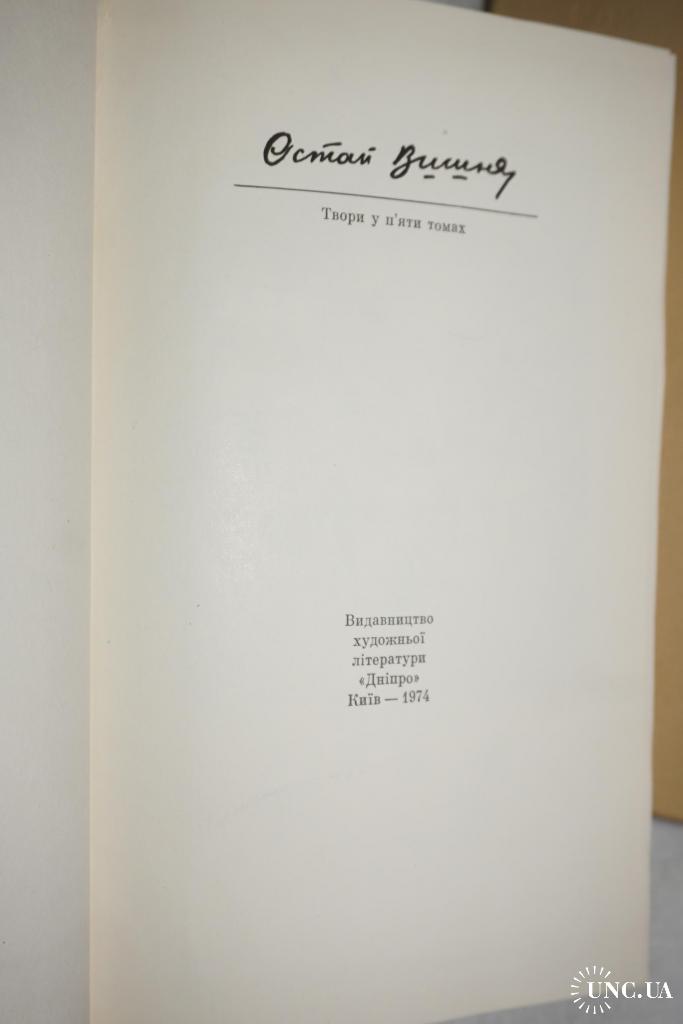 Остап Вишня
Твори у п'яти томах
Видавництво
художньої
літератури
«Дніпро»
Київ — 1974
UNC.UA